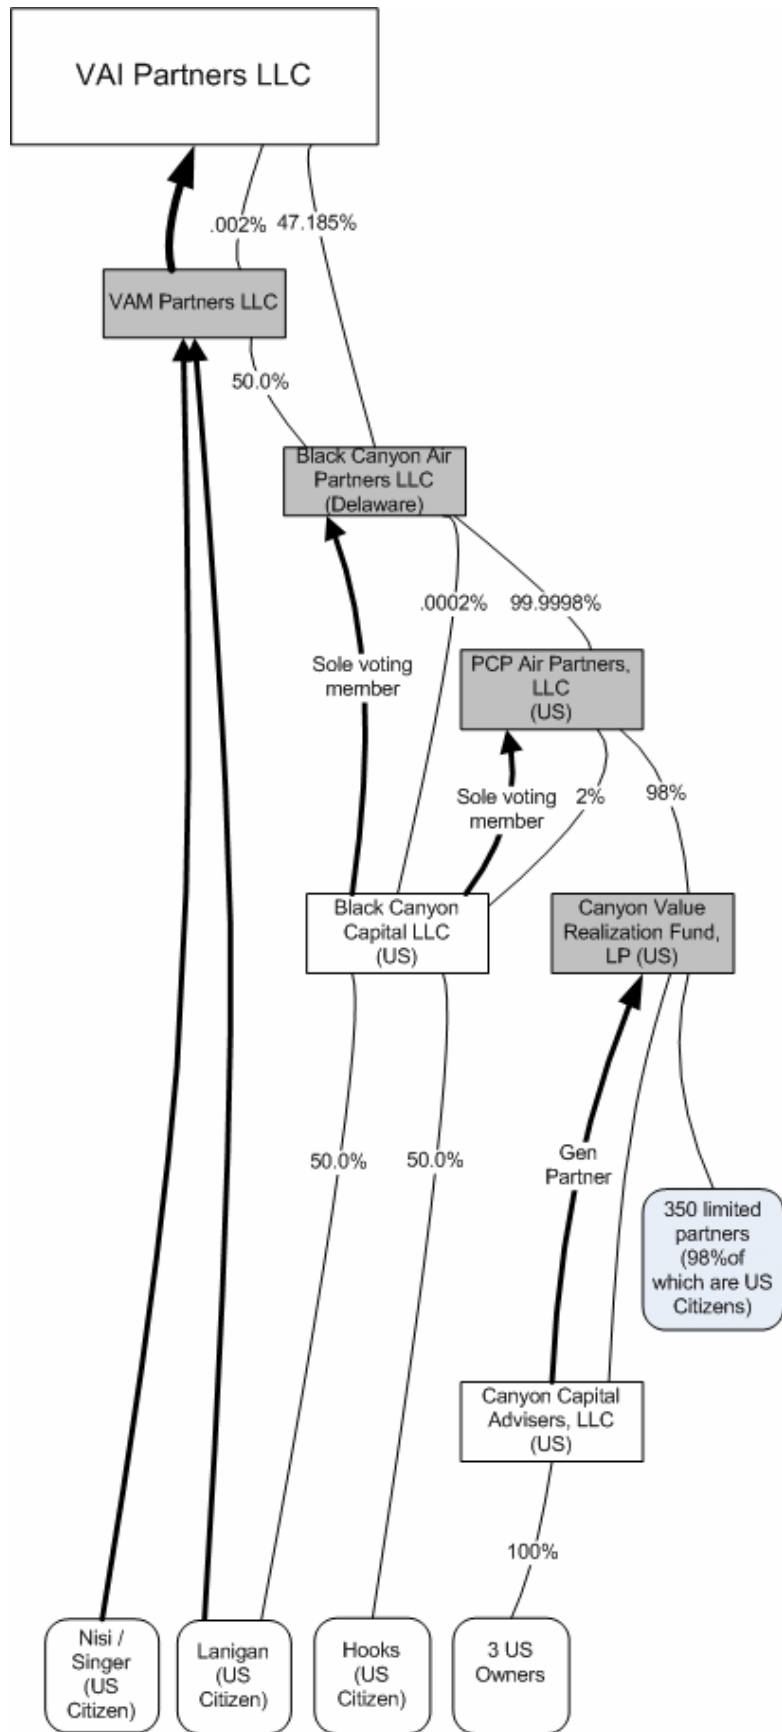 VAI Partners LLC
.002%
47.185%
VAM Partners LLC
50.0%
Black Canyon Air
Partners LLC
(Delaware)
.0002%
99.9998%
Sole voting
member
PCP Air Partners,
LLC
(US)
Sole voting
member
2%
98%
Black Canyon
Capital LLC
(US)
Canyon Value
Realization Fund,
LP (US)
50.0%
50.0%
Gen
Partner
350 limited
partners
(98%of
which are US
Citizens)
Canyon Capital
Advisers, LLC
(US)
100%
Nisi /
Singer
(US
Citizen)
Lanigan
(US
Citizen)
Hooks
(US
Citizen)
3 US
Owners